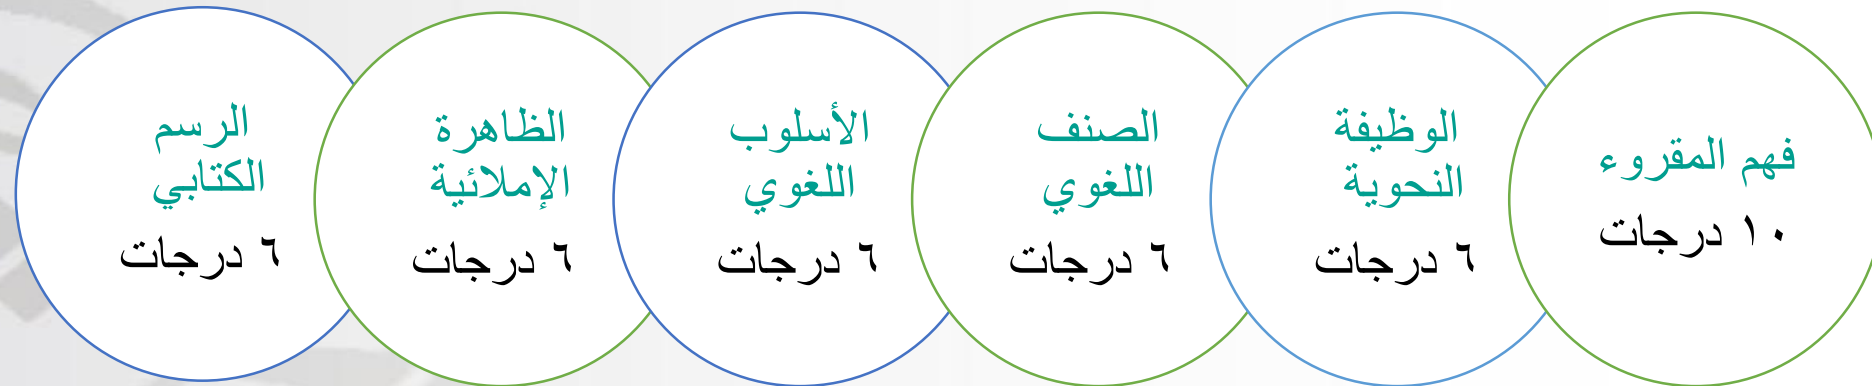 فهم المقروء
١٠ درجات
الوظيفة
النحوية
٦ درجات
الصنف
اللغوي
٦ درجات
الأسلوب
اللغوي
٦ درجات
الظاهرة
الإملائية
٦ درجات
الرسم
الكتابي
٦ درجات